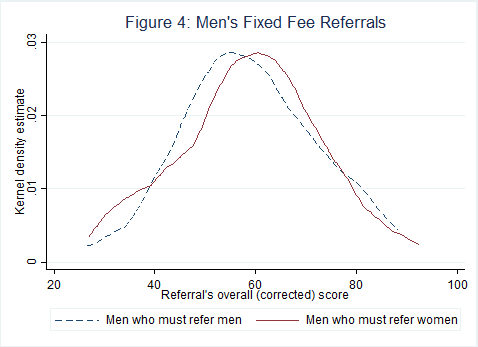 Figure 4: Men's Fixed Fee Referrals
Kernel density estimate
.03
.02
.01
0
20 40 60 80 100
Referral's overall (corrected) score
Men who must refer men Men who must refer women